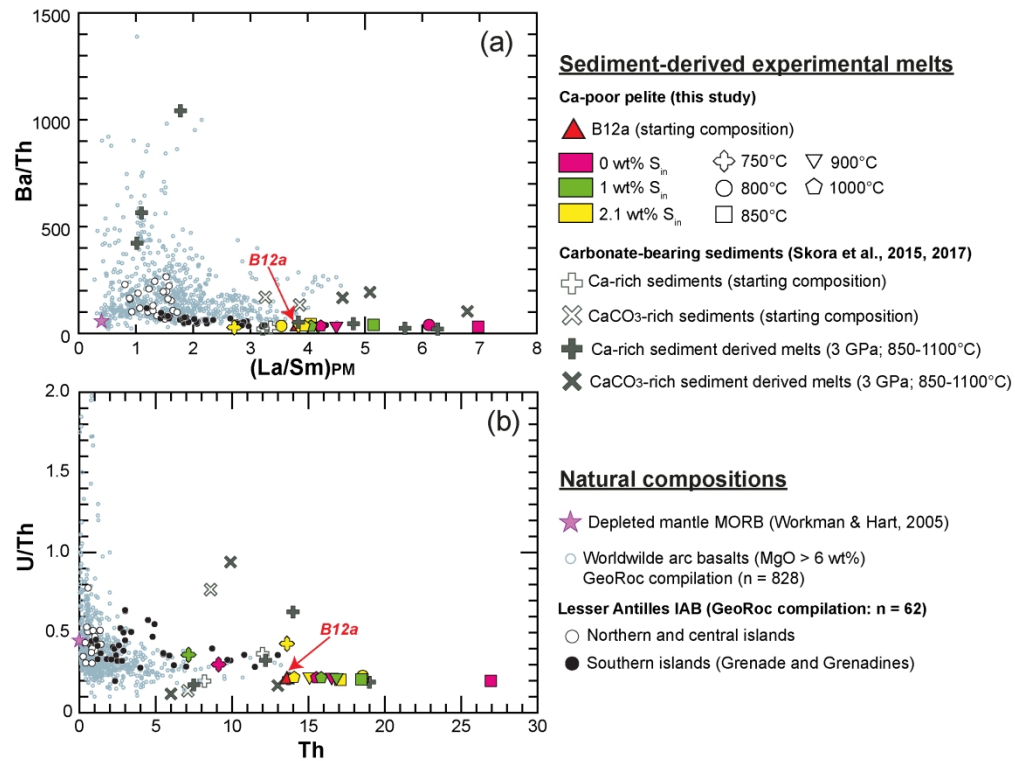 1500
1000
500
0
Ba/Th
(a)
B12a
0 1 2 3 4 5 6 7 8
(La/Sm)PM
2.0
1.5
1.0
0.5
0
U/Th
(b)
B12a
0 5 10 15 20 25 30
Th
Sediment-derived experimental melts
Ca-poor pelite (this study)
B12a (starting composition)
0 wt% Sin 750°C 900°C
1 wt% Sin 800°C 1000°C
2.1 wt% Sin 850°C
Carbonate-bearing sediments (Skora et al., 2015, 2017)
Ca-rich sediments (starting composition)
CaCO3-rich sediments (starting composition)
Ca-rich sediment derived melts (3 GPa; 850-1100°C)
CaCO3-rich sediment derived melts (3 GPa; 850-1100°C)
Natural compositions
Depleted mantle MORB (Workman & Hart, 2005)
Worldwilde arc basalts (MgO > 6 wt%)
GeoRoc compilation (n = 828)
Lesser Antilles IAB (GeoRoc compilation: n = 62)
Northern and central islands
Southern islands (Grenade and Grenadines)